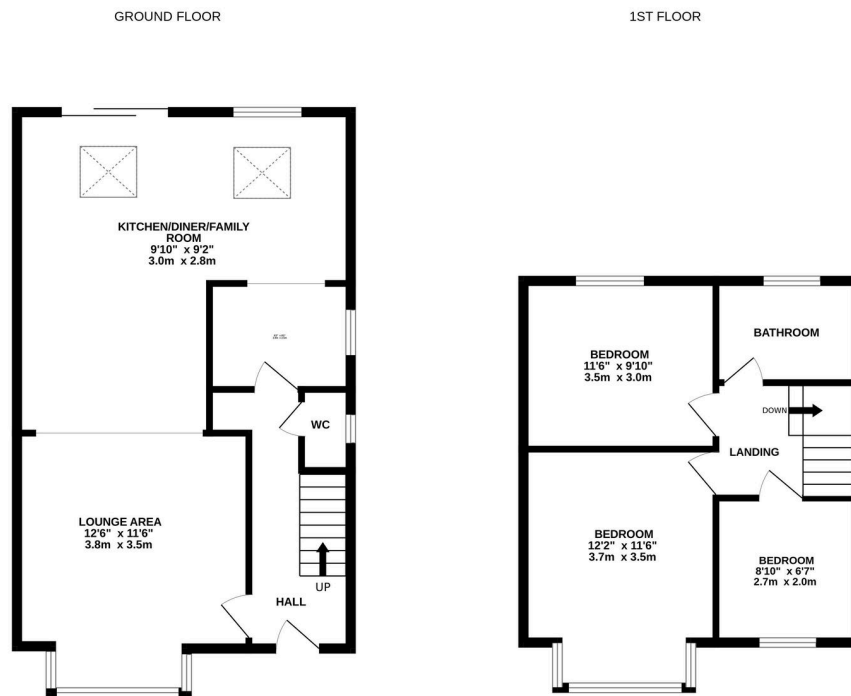 GROUND FLOOR
1ST FLOOR
KITCHEN/DINER/FAMILY
ROOM
9'10" x 9'2"
3.0m x 2.8m
WC
LOUNGE AREA
12'6" x 11'6"
3.8m x 3.5m
UP
HALL
BEDROOM
11'6" x 9'10"
3.5m x 3.0m
BATHROOM
DOWN
LANDING
BEDROOM
12'2" x 11'6"
3.7m x 3.5m
BEDROOM
8'10" x 6'7"
2.7m x 2.0m